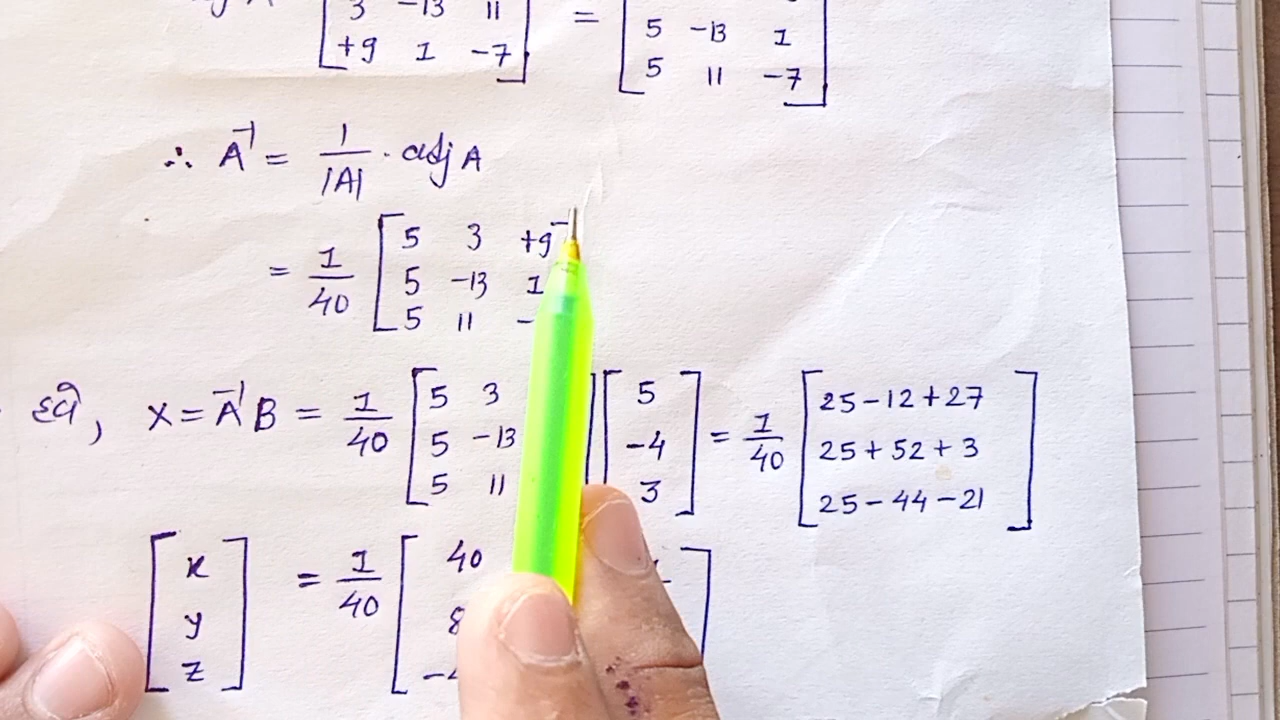 3 -13 11 = 5 -13 1
+9 1 -7 5 11 -7
∴ A⁻¹ = 1/|A| · adj A
= 1/40 [5 3 +9
5 -13 1
5 11 -
હવે, X = A⁻¹B = 1/40 [5 3 ] [5] = 1/40 [25-12+27]
5 -13 -4 25+52+3
5 11 3 25-44-21
[x] = 1/40 [40
y 8
z -4